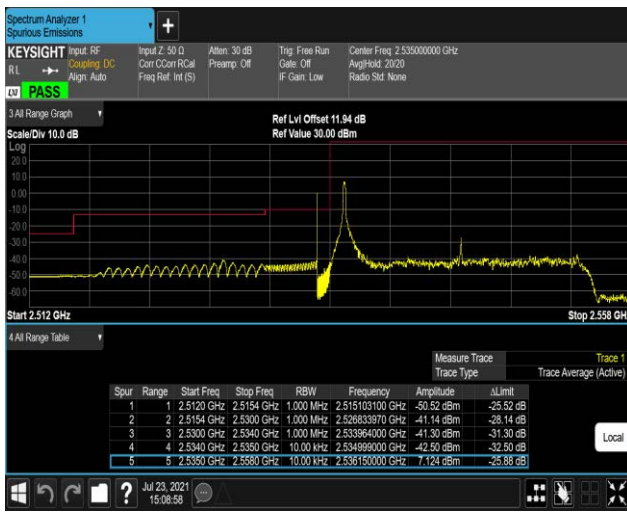 Spectrum Analyzer 1
Spurious Emissions
KEYSIGHT Input: RF Input Z: 50 Ω Atten: 30 dB Trig: Free Run Center Freq: 2.535000000 GHz
RL Coupling: DC Corr CCorr RCal Preamp: Off Gate: Off Avg|Hold: 20/20
Align: Auto Freq Ref: Int (S) IF Gain: Low Radio Std: None
LXI PASS
3 All Range Graph
Ref Lvl Offset 11.94 dB
Scale/Div 10.0 dB Ref Value 30.00 dBm
Log
20.0
10.0
0.00
-10.0
-20.0
-30.0
-40.0
-50.0
-60.0
Start 2.512 GHz Stop 2.558 GH
4 All Range Table
Measure Trace Trace 1
Trace Type Trace Average (Active)
Spur Range Start Freq Stop Freq RBW Frequency Amplitude ΔLimit
1 1 2.5120 GHz 2.5154 GHz 1.000 MHz 2.515103100 GHz -50.52 dBm -25.52 dB
2 2 2.5154 GHz 2.5300 GHz 1.000 MHz 2.526833970 GHz -41.14 dBm -28.14 dB
3 3 2.5300 GHz 2.5340 GHz 1.000 MHz 2.533964000 GHz -41.30 dBm -31.30 dB
4 4 2.5340 GHz 2.5350 GHz 10.00 kHz 2.534999000 GHz -42.50 dBm -32.50 dB
5 5 2.5350 GHz 2.5580 GHz 10.00 kHz 2.536150000 GHz 7.124 dBm -25.88 dB
Local
? Jul 23, 2021
15:08:58